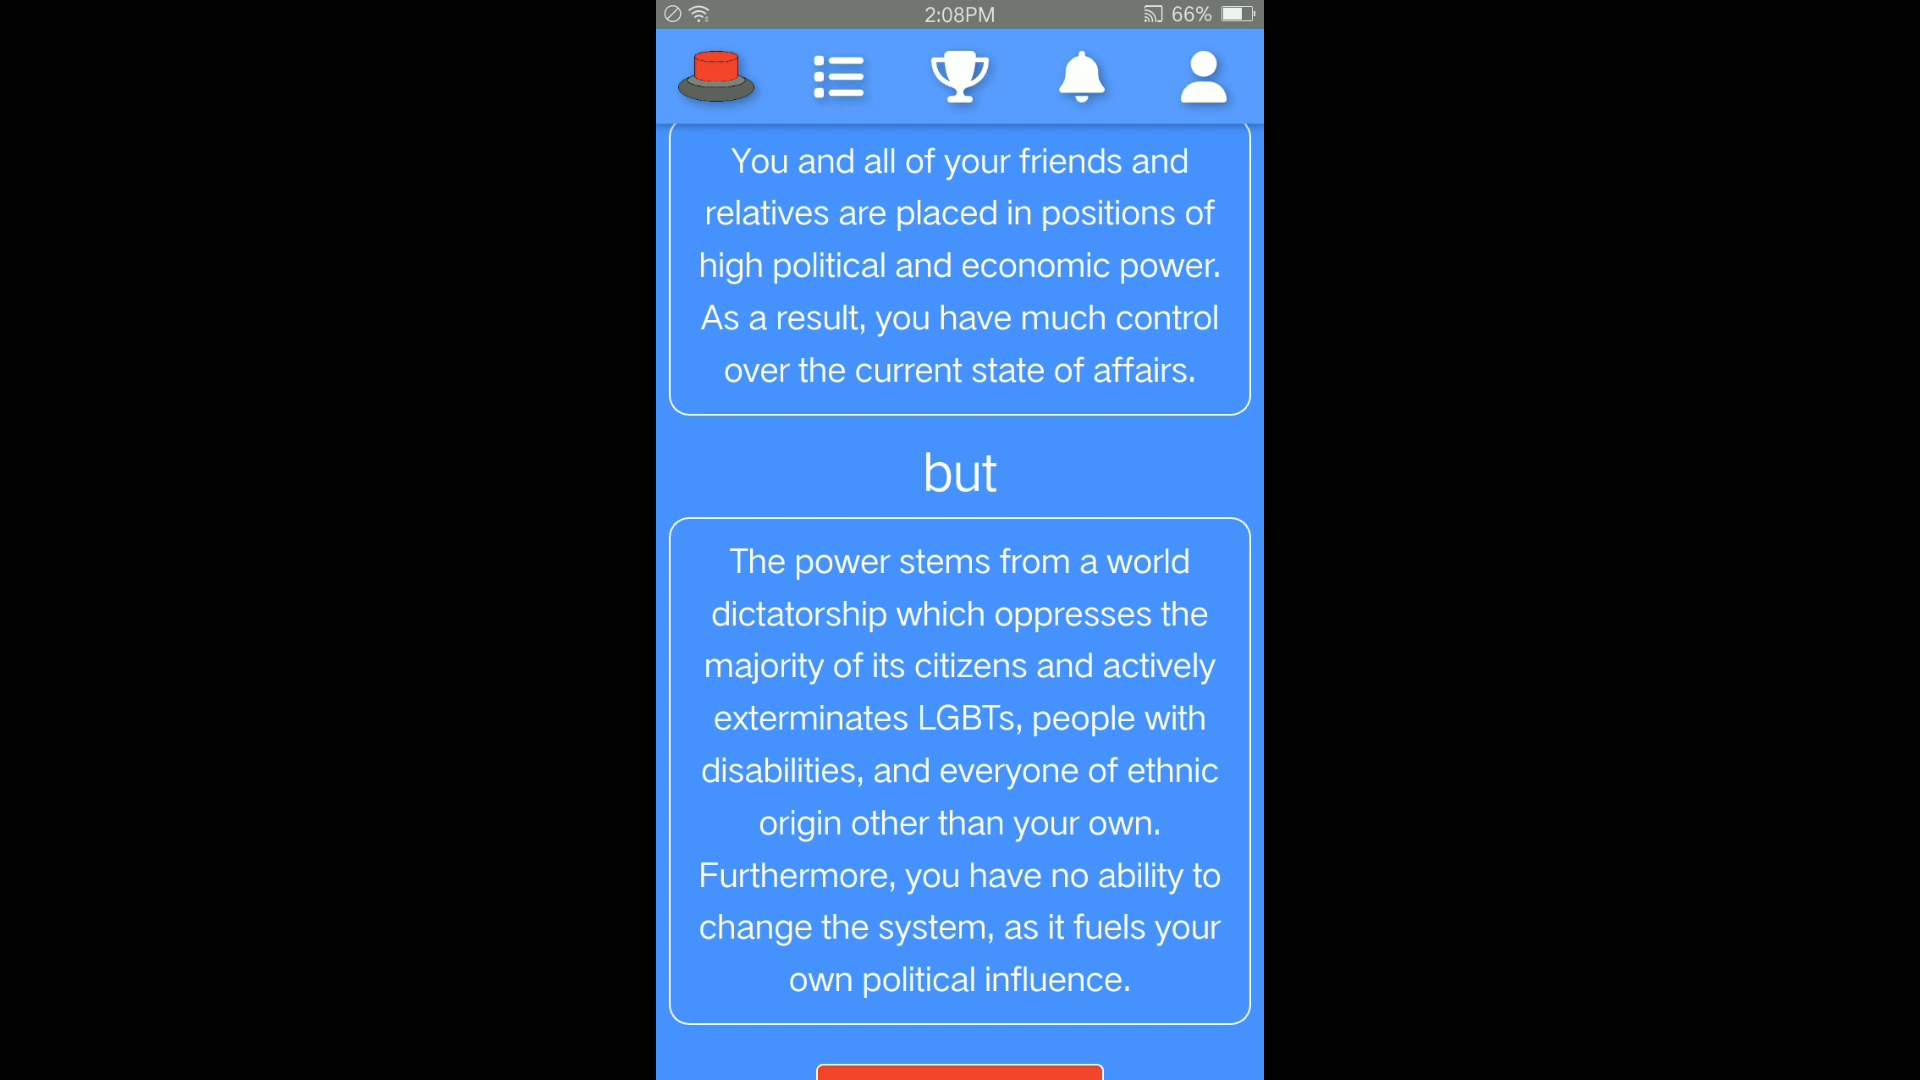 2:08PM
66%
You and all of your friends and
relatives are placed in positions of
high political and economic power.
As a result, you have much control
over the current state of affairs.
but
The power stems from a world
dictatorship which oppresses the
majority of its citizens and actively
exterminates LGBTs, people with
disabilities, and everyone of ethnic
origin other than your own.
Furthermore, you have no ability to
change the system, as it fuels your
own political influence.